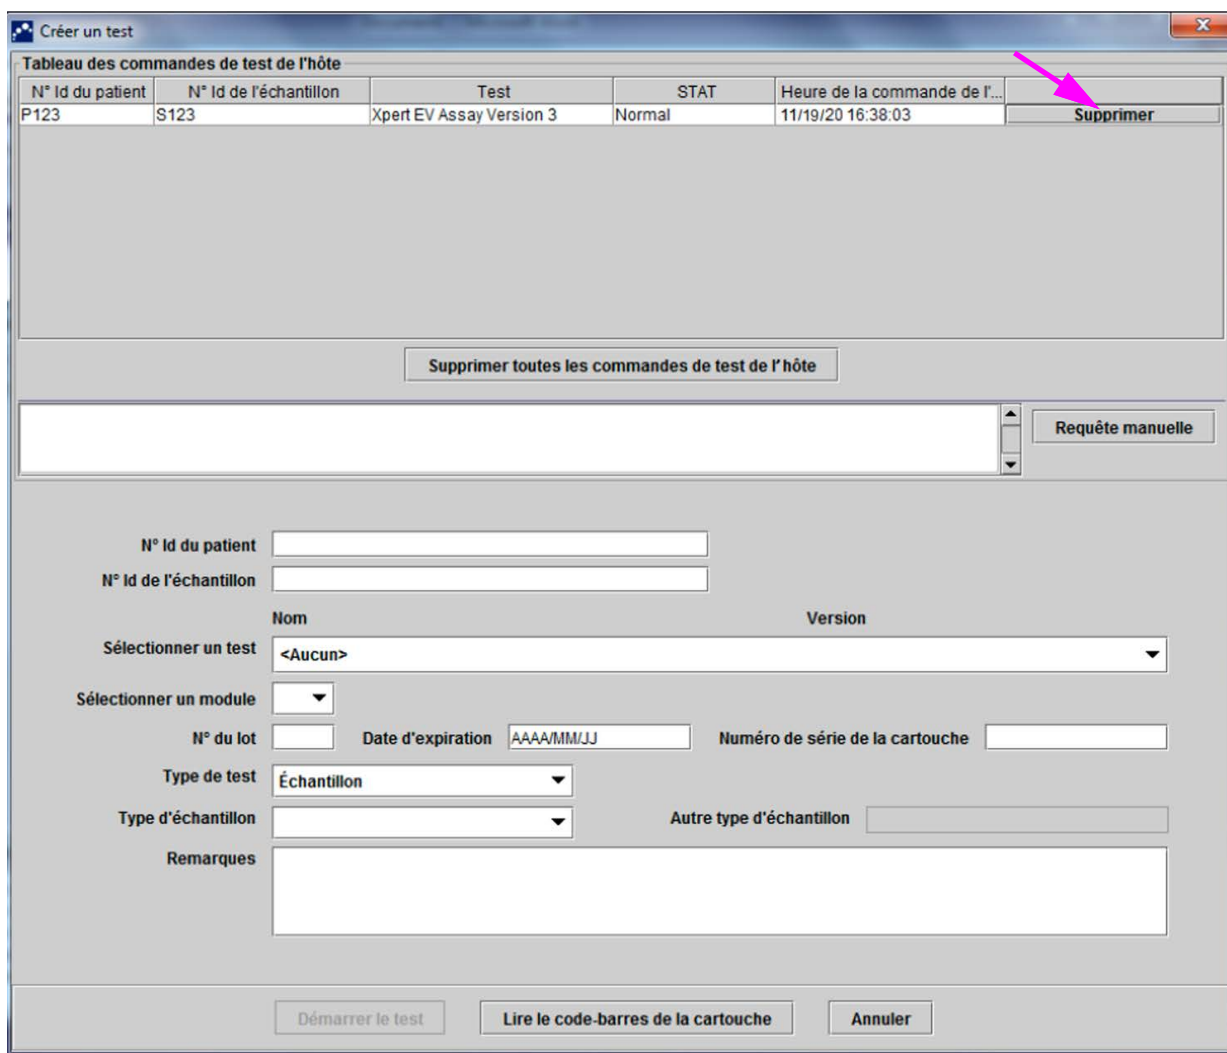 Créer un test
Tableau des commandes de test de l'hôte
N° Id du patient N° Id de l'échantillon Test STAT Heure de la commande de l'...
P123 S123 Xpert EV Assay Version 3 Normal 11/19/20 16:38:03 Supprimer
Supprimer toutes les commandes de test de l'hôte
Requête manuelle
N° Id du patient
N° Id de l'échantillon
Nom Version
Sélectionner un test <Aucun>
Sélectionner un module
N° du lot Date d'expiration AAAA/MM/JJ Numéro de série de la cartouche
Type de test Échantillon
Type d'échantillon Autre type d'échantillon
Remarques
Démarrer le test Lire le code-barres de la cartouche Annuler